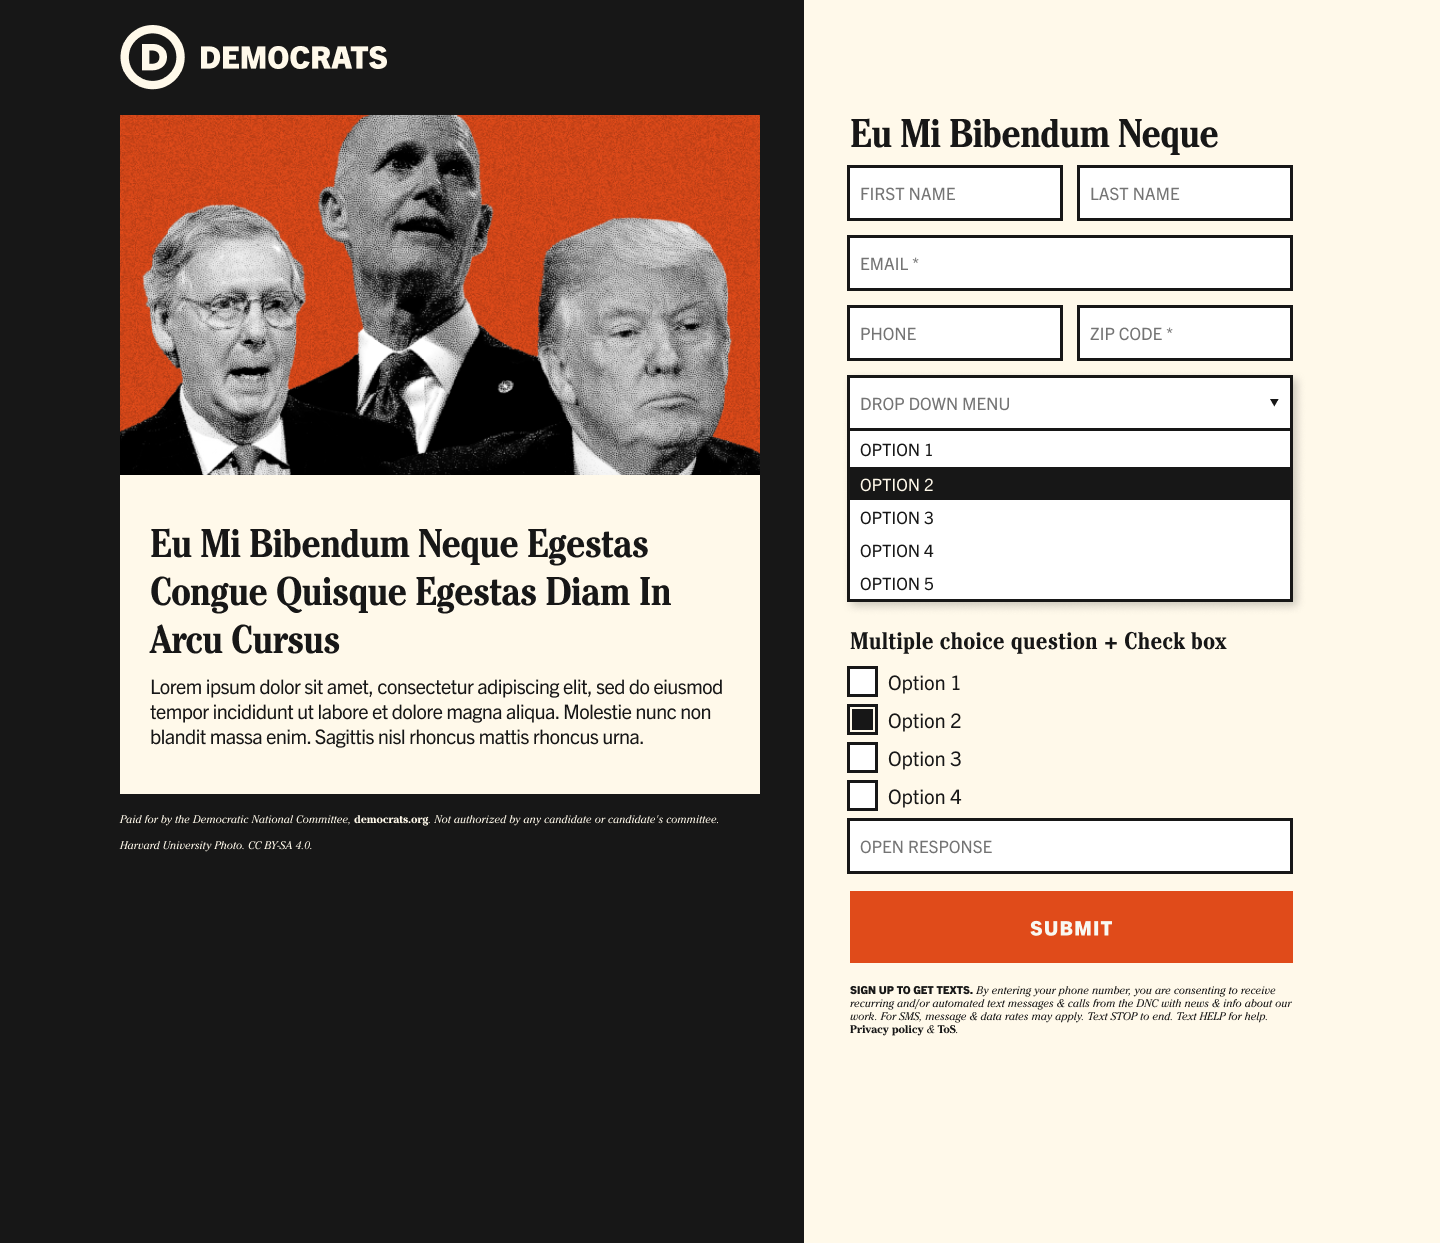 D DEMOCRATS
Eu Mi Bibendum Neque Egestas
Congue Quisque Egestas Diam In
Arcu Cursus
Lorem ipsum dolor sit amet, consectetur adipiscing elit, sed do eiusmod
tempor incididunt ut labore et dolore magna aliqua. Molestie nunc non
blandit massa enim. Sagittis nisl rhoncus mattis rhoncus urna.
Paid for by the Democratic National Committee, democrats.org. Not authorized by any candidate or candidate's committee.
Harvard University Photo. CC BY-SA 4.0.
Eu Mi Bibendum Neque
FIRST NAME
LAST NAME
EMAIL *
PHONE
ZIP CODE *
DROP DOWN MENU
OPTION 1
OPTION 2
OPTION 3
OPTION 4
OPTION 5
Multiple choice question + Check box
Option 1
Option 2
Option 3
Option 4
OPEN RESPONSE
SUBMIT
SIGN UP TO GET TEXTS. By entering your phone number, you are consenting to receive
recurring and/or automated text messages & calls from the DNC with news & info about our
work. For SMS, message & data rates may apply. Text STOP to end. Text HELP for help.
Privacy policy & ToS.